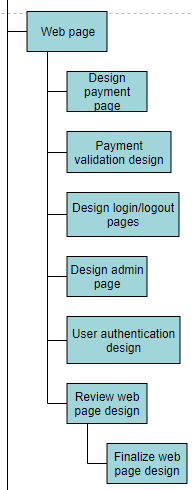 Web page
Design
payment
page
Payment
validation design
Design login/logout
pages
Design admin
page
User authentication
design
Review web
page design
Finalize web
page design